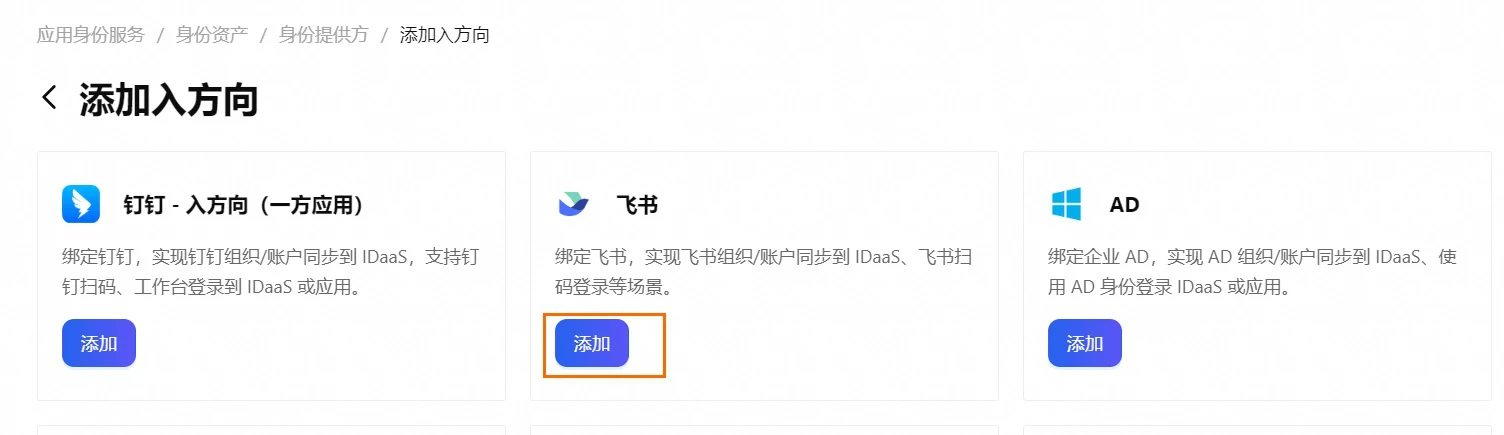 应用身份服务 / 身份资产 / 身份提供方 / 添加入方向
添加入方向
钉钉 - 入方向（一方应用）
绑定钉钉，实现钉钉组织/账户同步到 IDaaS，支持钉
钉扫码、工作台登录到 IDaaS 或应用。
添加
飞书
绑定飞书，实现飞书组织/账户同步到 IDaaS、飞书扫
码登录等场景。
添加
AD
绑定企业 AD，实现 AD 组织/账户同步到 IDaaS、使
用 AD 身份登录 IDaaS 或应用。
添加